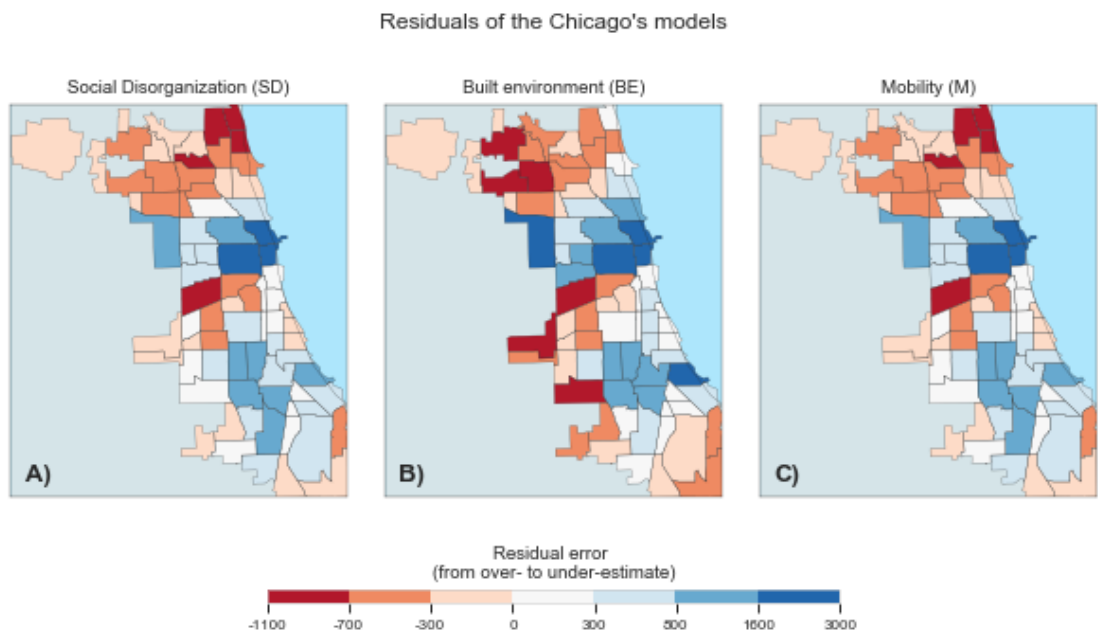 Residuals of the Chicago's models
Social Disorganization (SD)
Built environment (BE)
Mobility (M)
A)
B)
C)
Residual error
(from over- to under-estimate)
-1100 -700 -300 0 300 500 1600 3000